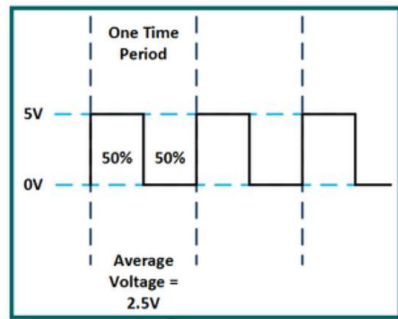 One Time
Period
5V
50%
50%
0V
Average
Voltage =
2.5V